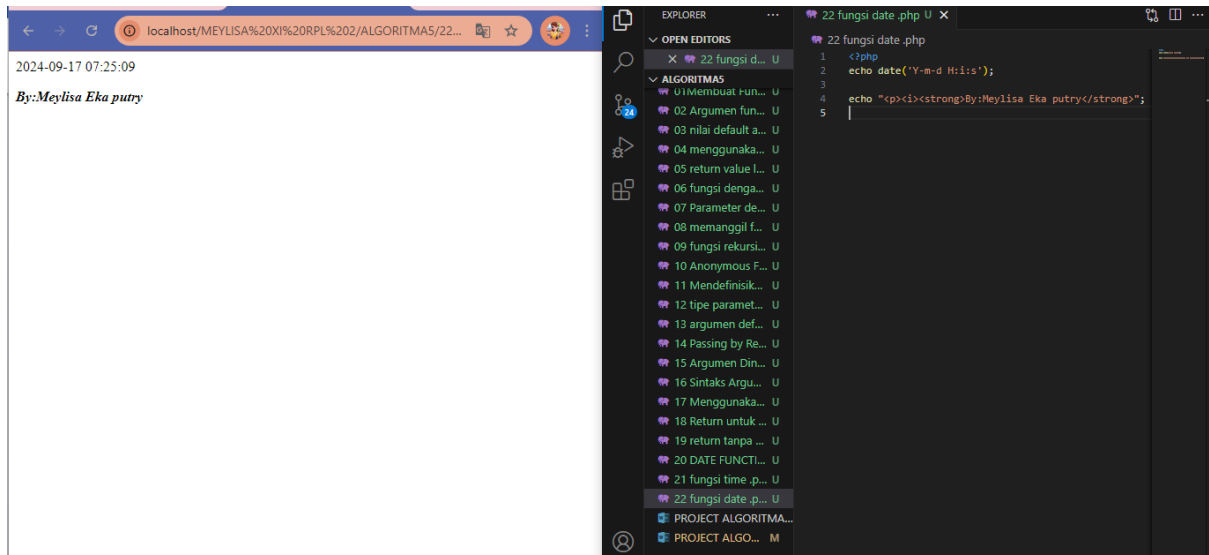 localhost/MEYLISA%20XI%20RPL%202/ALGORITMA5/22...
2024-09-17 07:25:09
By:Meylisa Eka putry
24
EXPLORER
OPEN EDITORS
22 fungsi d... U
ALGORITMA5
01Membuat Fun... U
02 Argumen fun... U
03 nilai default a... U
04 menggunaka... U
05 return value l... U
06 fungsi denga... U
07 Parameter de... U
08 memanggil f... U
09 fungsi rekursi... U
10 Anonymous F... U
11 Mendefinisik... U
12 tipe paramet... U
13 argumen def... U
14 Passing by Re... U
15 Argumen Din... U
16 Sintaks Argu... U
17 Menggunaka... U
18 Return untuk ... U
19 return tanpa ... U
20 DATE FUNCTI... U
21 fungsi time .p... U
22 fungsi date .p... U
PROJECT ALGORITMA...
PROJECT ALGO... M
22 fungsi date .php U
22 fungsi date .php
1 <?php
2 echo date('Y-m-d H:i:s');
3
4 echo "<p><i><strong>By:Meylisa Eka putry</strong>";
5